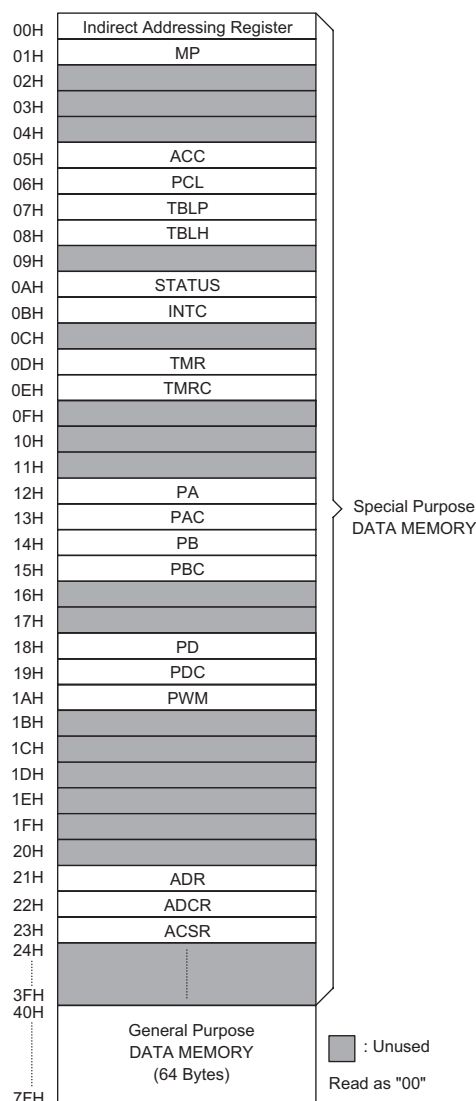 00H Indirect Addressing Register
01H MP
02H
03H
04H
05H ACC
06H PCL
07H TBLP
08H TBLH
09H
0AH STATUS
0BH INTC
0CH
0DH TMR
0EH TMRC
0FH
10H
11H
12H PA
13H PAC
14H PB
15H PBC
16H
17H
18H PD
19H PDC
1AH PWM
1BH
1CH
1DH
1EH
1FH
20H
21H ADR
22H ADCR
23H ACSR
24H
3FH
40H
7FH
Special Purpose
DATA MEMORY
General Purpose
DATA MEMORY
(64 Bytes)
: Unused
Read as "00"